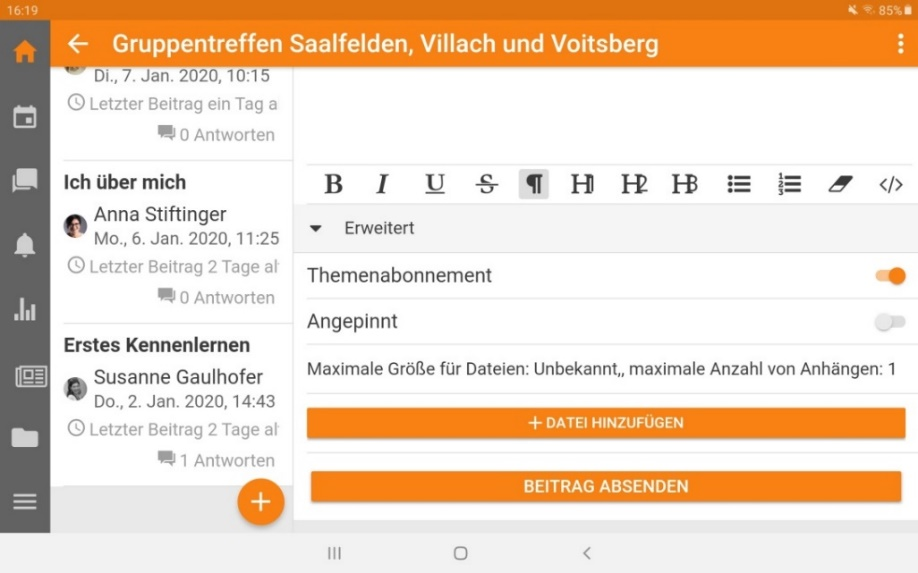 16:19
85%
Gruppentreffen Saalfelden, Villach und Voitsberg
Di., 7. Jan. 2020, 10:15
Letzter Beitrag ein Tag a
0 Antworten
Ich über mich
Anna Stiftinger
Mo., 6. Jan. 2020, 11:25
Letzter Beitrag 2 Tage al
0 Antworten
Erstes Kennenlernen
Susanne Gaulhofer
Do., 2. Jan. 2020, 14:43
Letzter Beitrag 2 Tage al
1 Antworten
B I U S ¶ H1 H2 H3 </>
Erweitert
Themenabonnement
Angepinnt
Maximale Größe für Dateien: Unbekannt,, maximale Anzahl von Anhängen: 1
+ DATEI HINZUFÜGEN
BEITRAG ABSENDEN